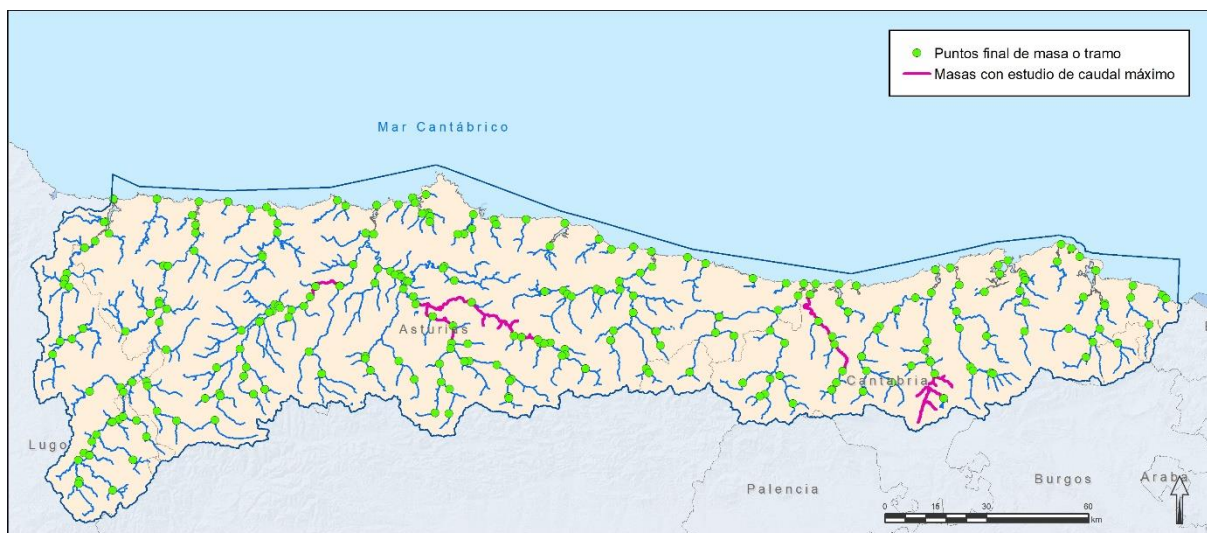 Puntos final de masa o tramo
Masas con estudio de caudal máximo
Mar Cantábrico
Asturias
Cantabria
Lugo
Palencia
Burgos
Araba
0 15 30 60
km